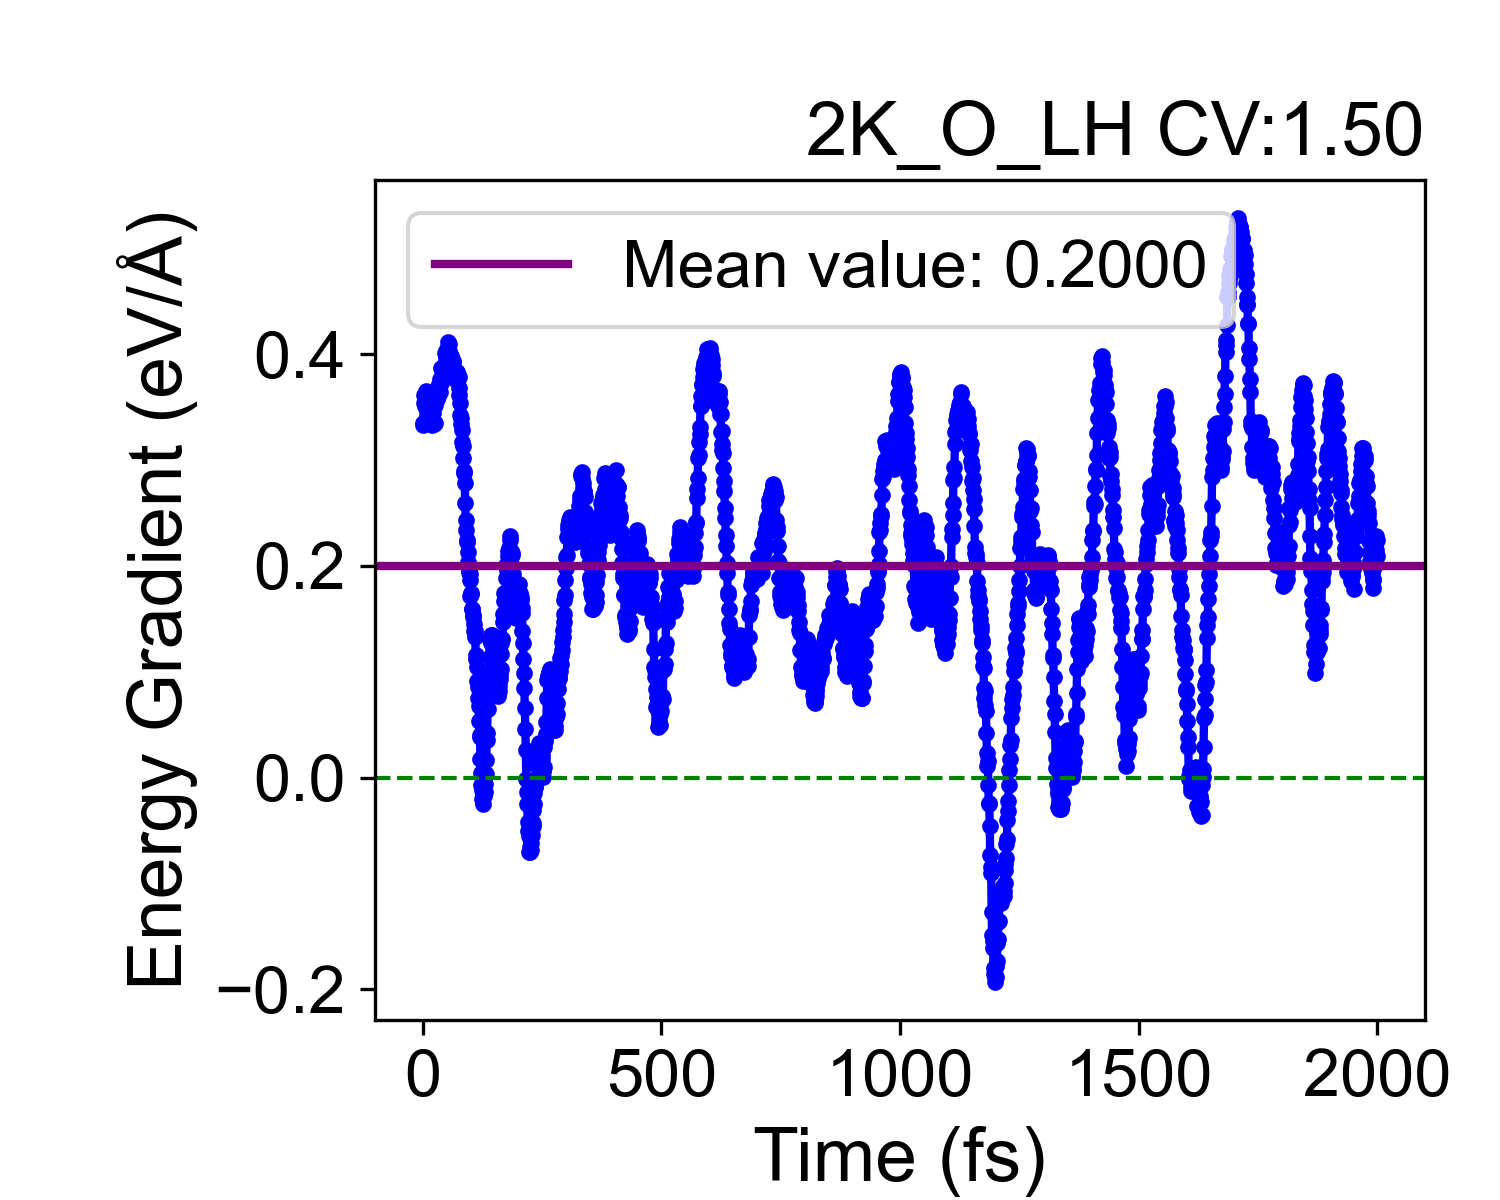 2K_O_LH CV:1.50
Mean value: 0.2000
Energy Gradient (eV/Å)
0.4
0.2
0.0
−0.2
0 500 1000 1500 2000
Time (fs)